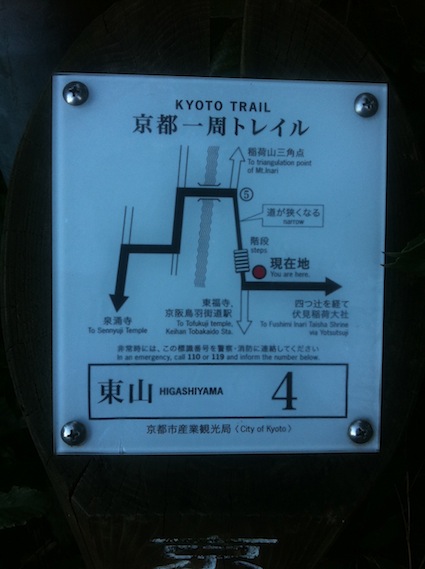 KYOTO TRAIL
京都一周トレイル
稲荷山三角点
To triangulation point
of Mt.Inari
⑤
道が狭くなる
narrow
階段
steps
現在地
You are here.
泉涌寺
To Sennyuji Temple
東福寺、
京阪鳥羽街道駅
To Tofukuji temple,
Keihan Tobakaido Sta.
四つ辻を経て
伏見稲荷大社
To Fushimi Inari Taisha Shrine
via Yotsutsuji
非常時には、この標識番号を警察・消防に連絡してください
In an emergency, call 110 or 119 and inform the number below.
東山 HIGASHIYAMA 4
京都市産業観光局〈City of Kyoto〉